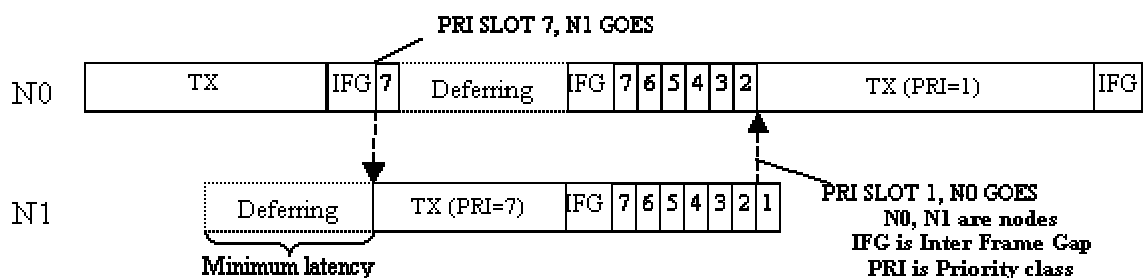 PRI SLOT 7, N1 GOES
N0 TX IFG 7 Deferring IFG 7 6 5 4 3 2 TX (PRI=1) IFG
N1 Deferring TX (PRI=7) IFG 7 6 5 4 3 2 1
Minimum latency
PRI SLOT 1, N0 GOES
N0, N1 are nodes
IFG is Inter Frame Gap
PRI is Priority class